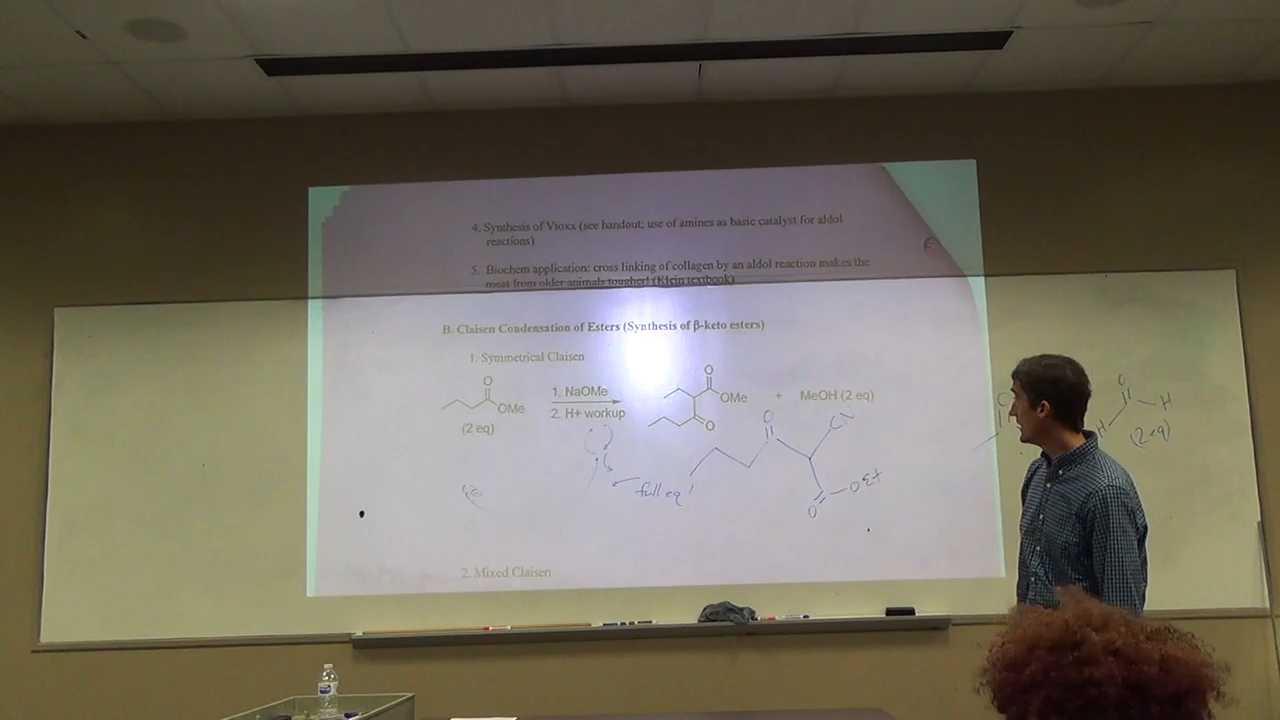 4. Synthesis of Vioxx (see handout; use of amines as basic catalyst for aldol
reactions)
5. Biochem application: cross linking of collagen by an aldol reaction makes the
meat from older animals tougher! (Klein textbook)
B. Claisen Condensation of Esters (Synthesis of β-keto esters)
1. Symmetrical Claisen
O
OMe
(2 eq)
1. NaOMe
2. H+ workup
O
OMe
O
+ MeOH (2 eq)
O
CN
O
OEt
full eq!
O
H
H
(2 eq)
2. Mixed Claisen